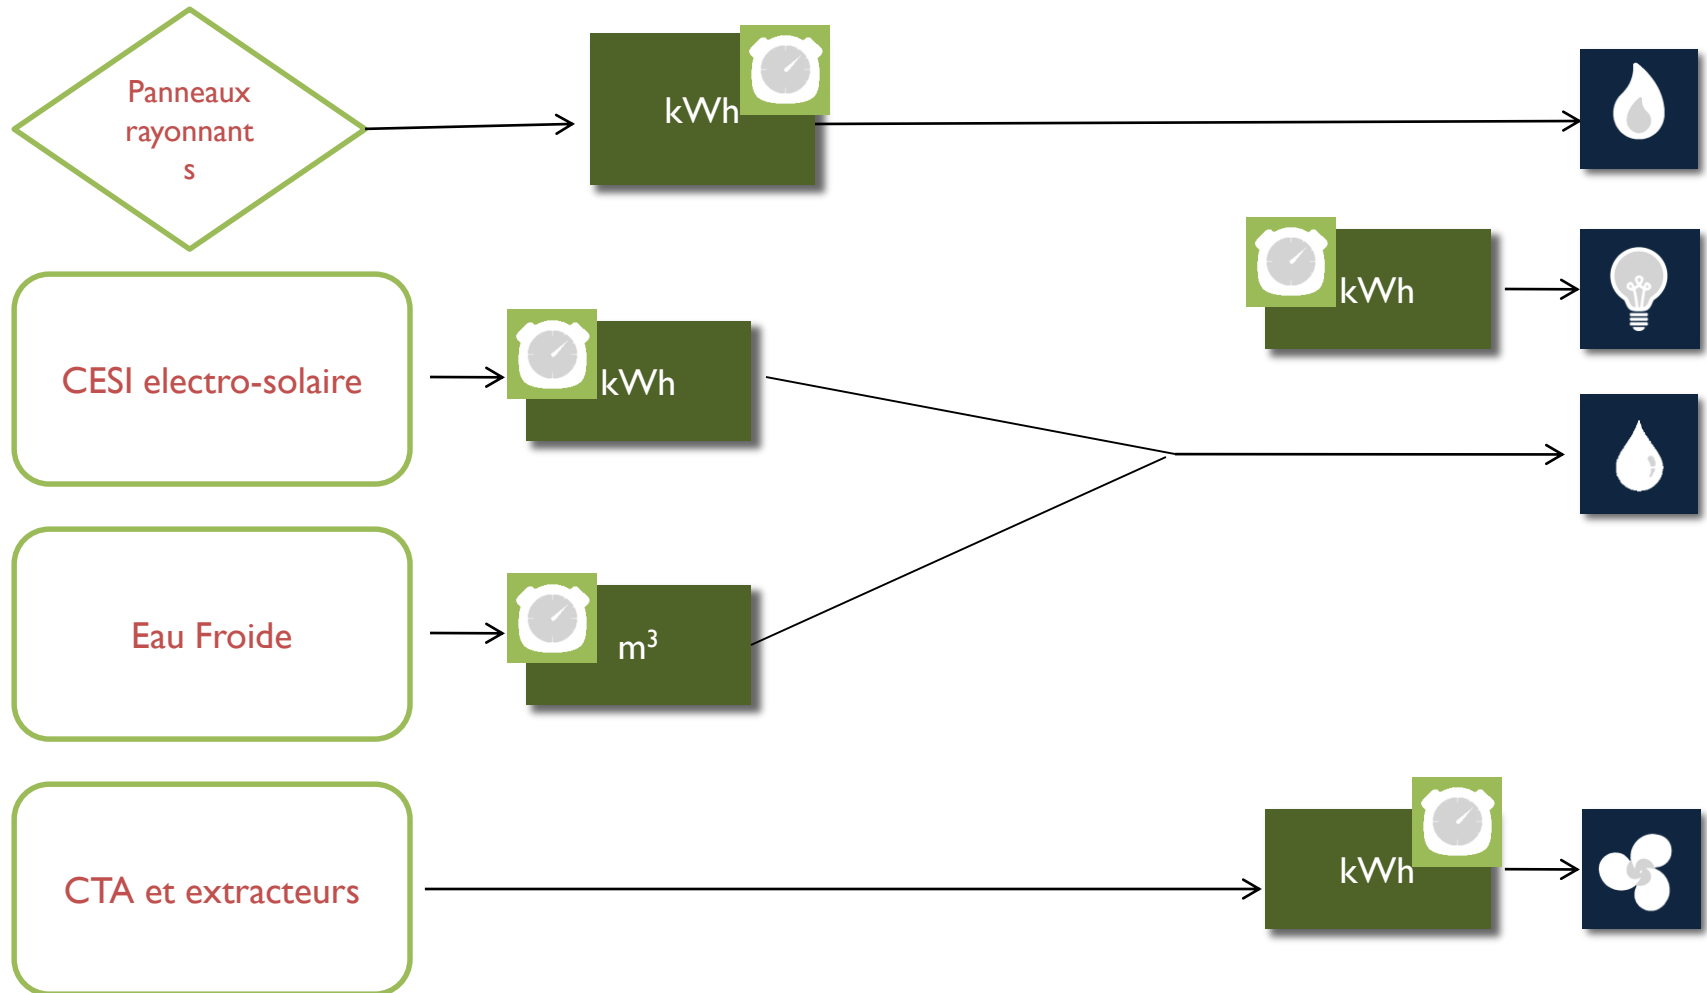 Panneaux
rayonnant
s
kWh
kWh
CESI electro-solaire
kWh
Eau Froide
m³
CTA et extracteurs
kWh